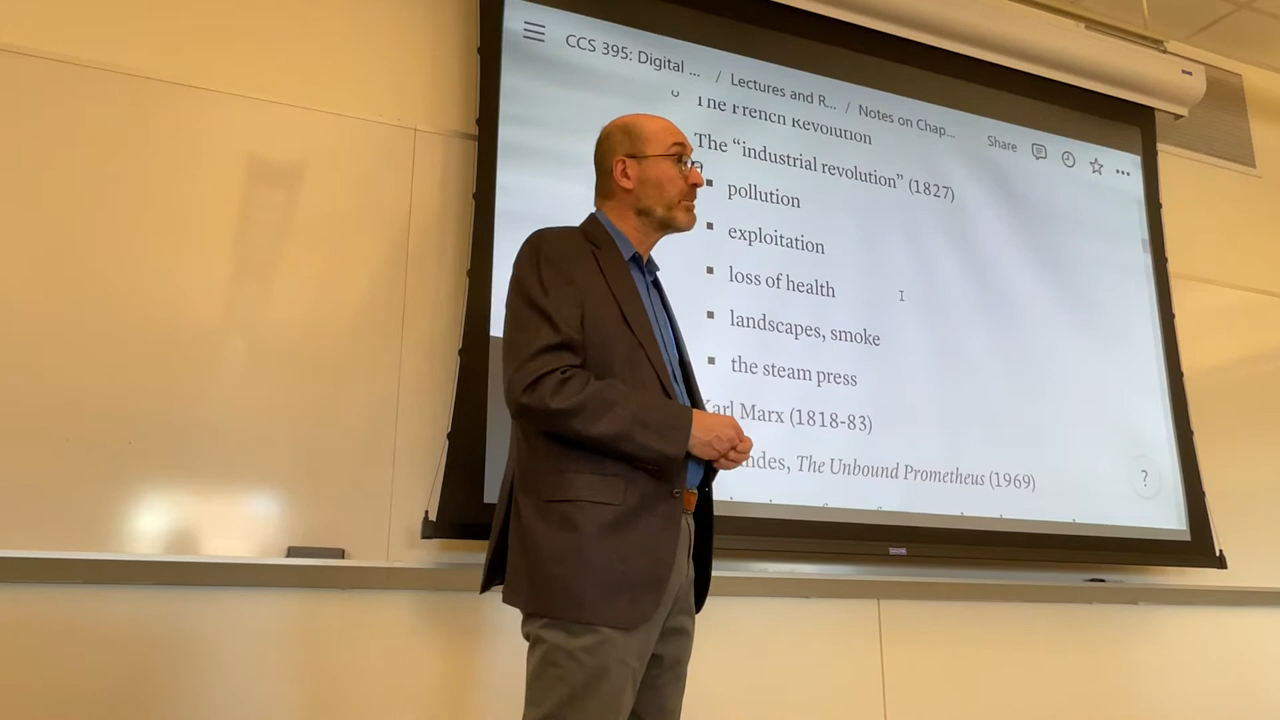 CCS 395: Digital ... / Lectures and R... / Notes on Chap... Share
The French Revolution
The “industrial revolution” (1827)
pollution
exploitation
loss of health
landscapes, smoke
the steam press
Karl Marx (1818-83)
The Unbound Prometheus (1969)
?